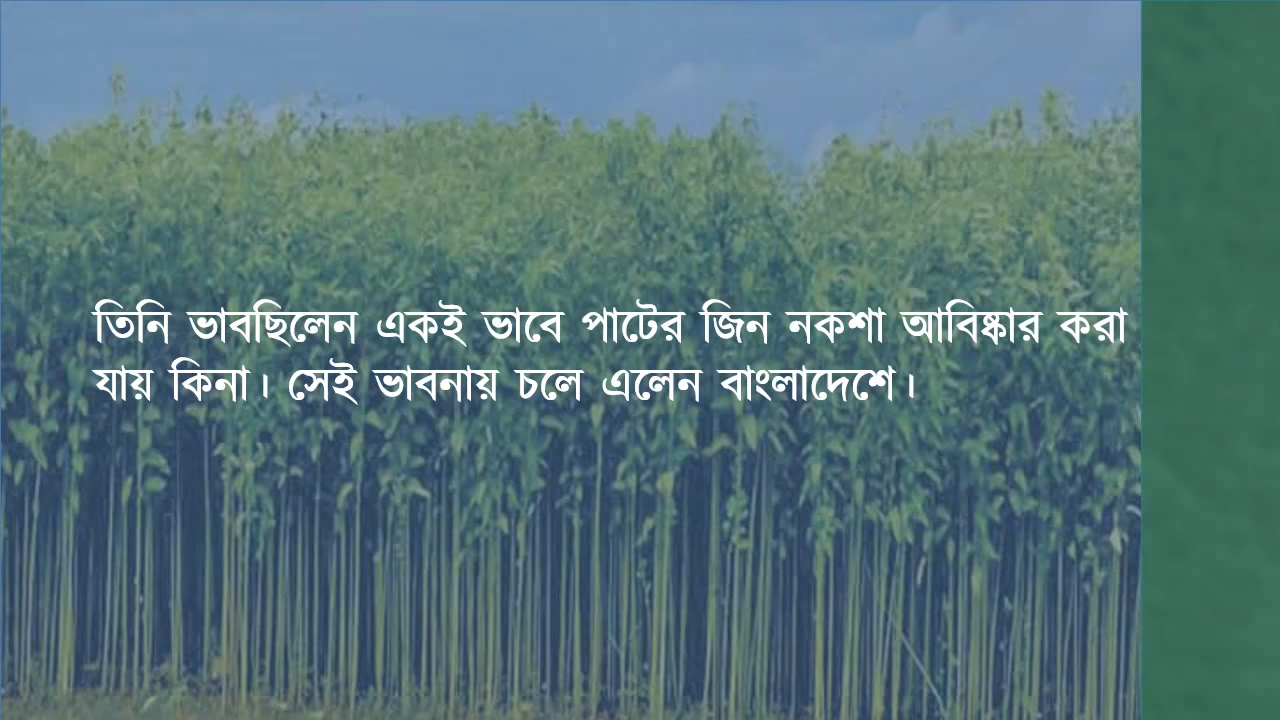 তিনি ভাবছিলেন একই ভাবে পাটের জিন নকশা আবিষ্কার করা
যায় কিনা। সেই ভাবনায় চলে এলেন বাংলাদেশে।